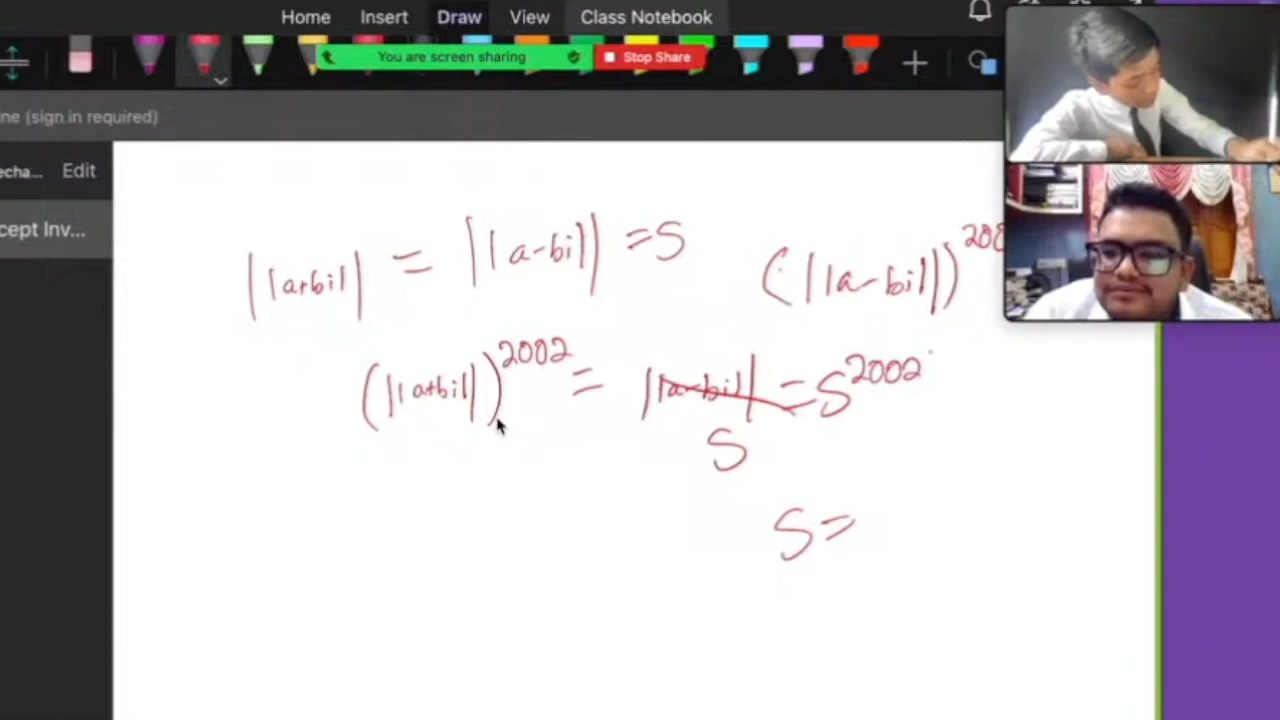 Home Insert Draw View Class Notebook
You are screen sharing Stop Share
ne (sign in required)
echa... Edit
cept Inv...
||a+bi|| = ||a-bi|| = S (||a-bi||)^200
(||a+bi||)^2002 = ||a-bi|| = S^2002
S
S =